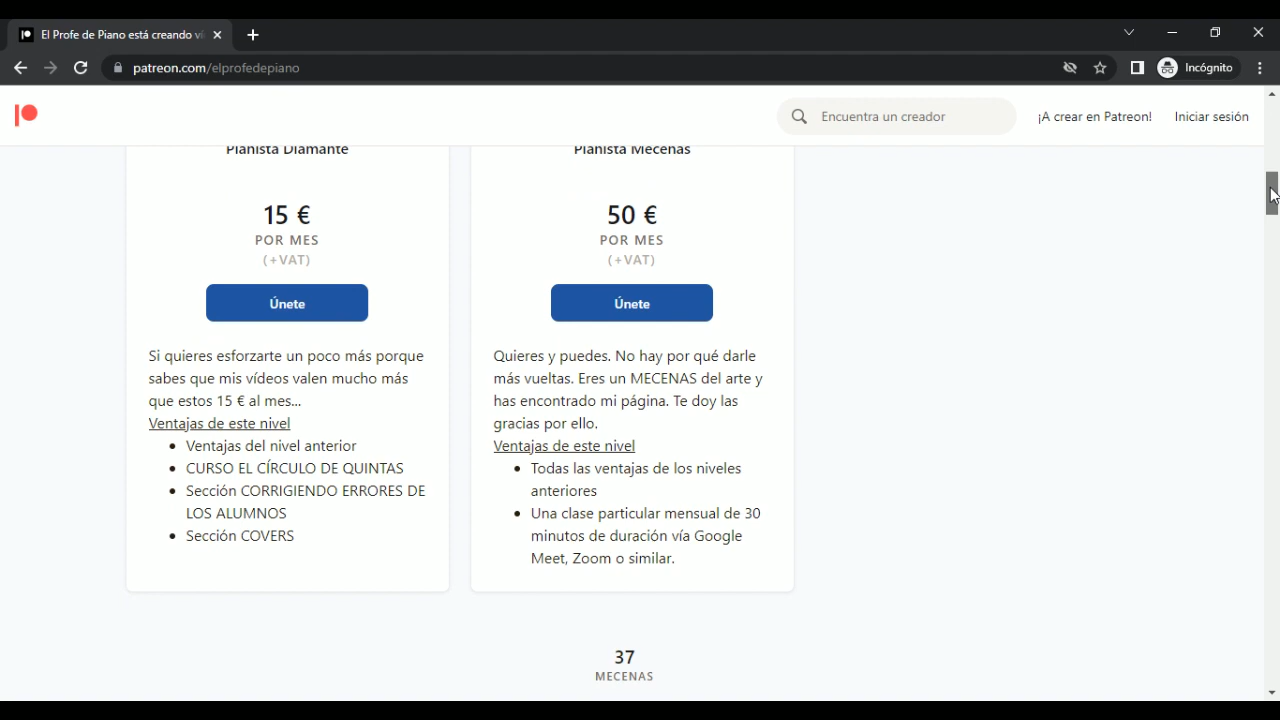 El Profe de Piano está creando ví
patreon.com/elprofedepiano
Incógnito
Encuentra un creador
¡A crear en Patreon!
Iniciar sesión
Pianista Diamante
15 €
POR MES
(+VAT)
Únete
Si quieres esforzarte un poco más porque
sabes que mis vídeos valen mucho más
que estos 15 € al mes...
Ventajas de este nivel
• Ventajas del nivel anterior
• CURSO EL CÍRCULO DE QUINTAS
• Sección CORRIGIENDO ERRORES DE
LOS ALUMNOS
• Sección COVERS
Pianista Mecenas
50 €
POR MES
(+VAT)
Únete
Quieres y puedes. No hay por qué darle
más vueltas. Eres un MECENAS del arte y
has encontrado mi página. Te doy las
gracias por ello.
Ventajas de este nivel
• Todas las ventajas de los niveles
anteriores
• Una clase particular mensual de 30
minutos de duración vía Google
Meet, Zoom o similar.
37
MECENAS